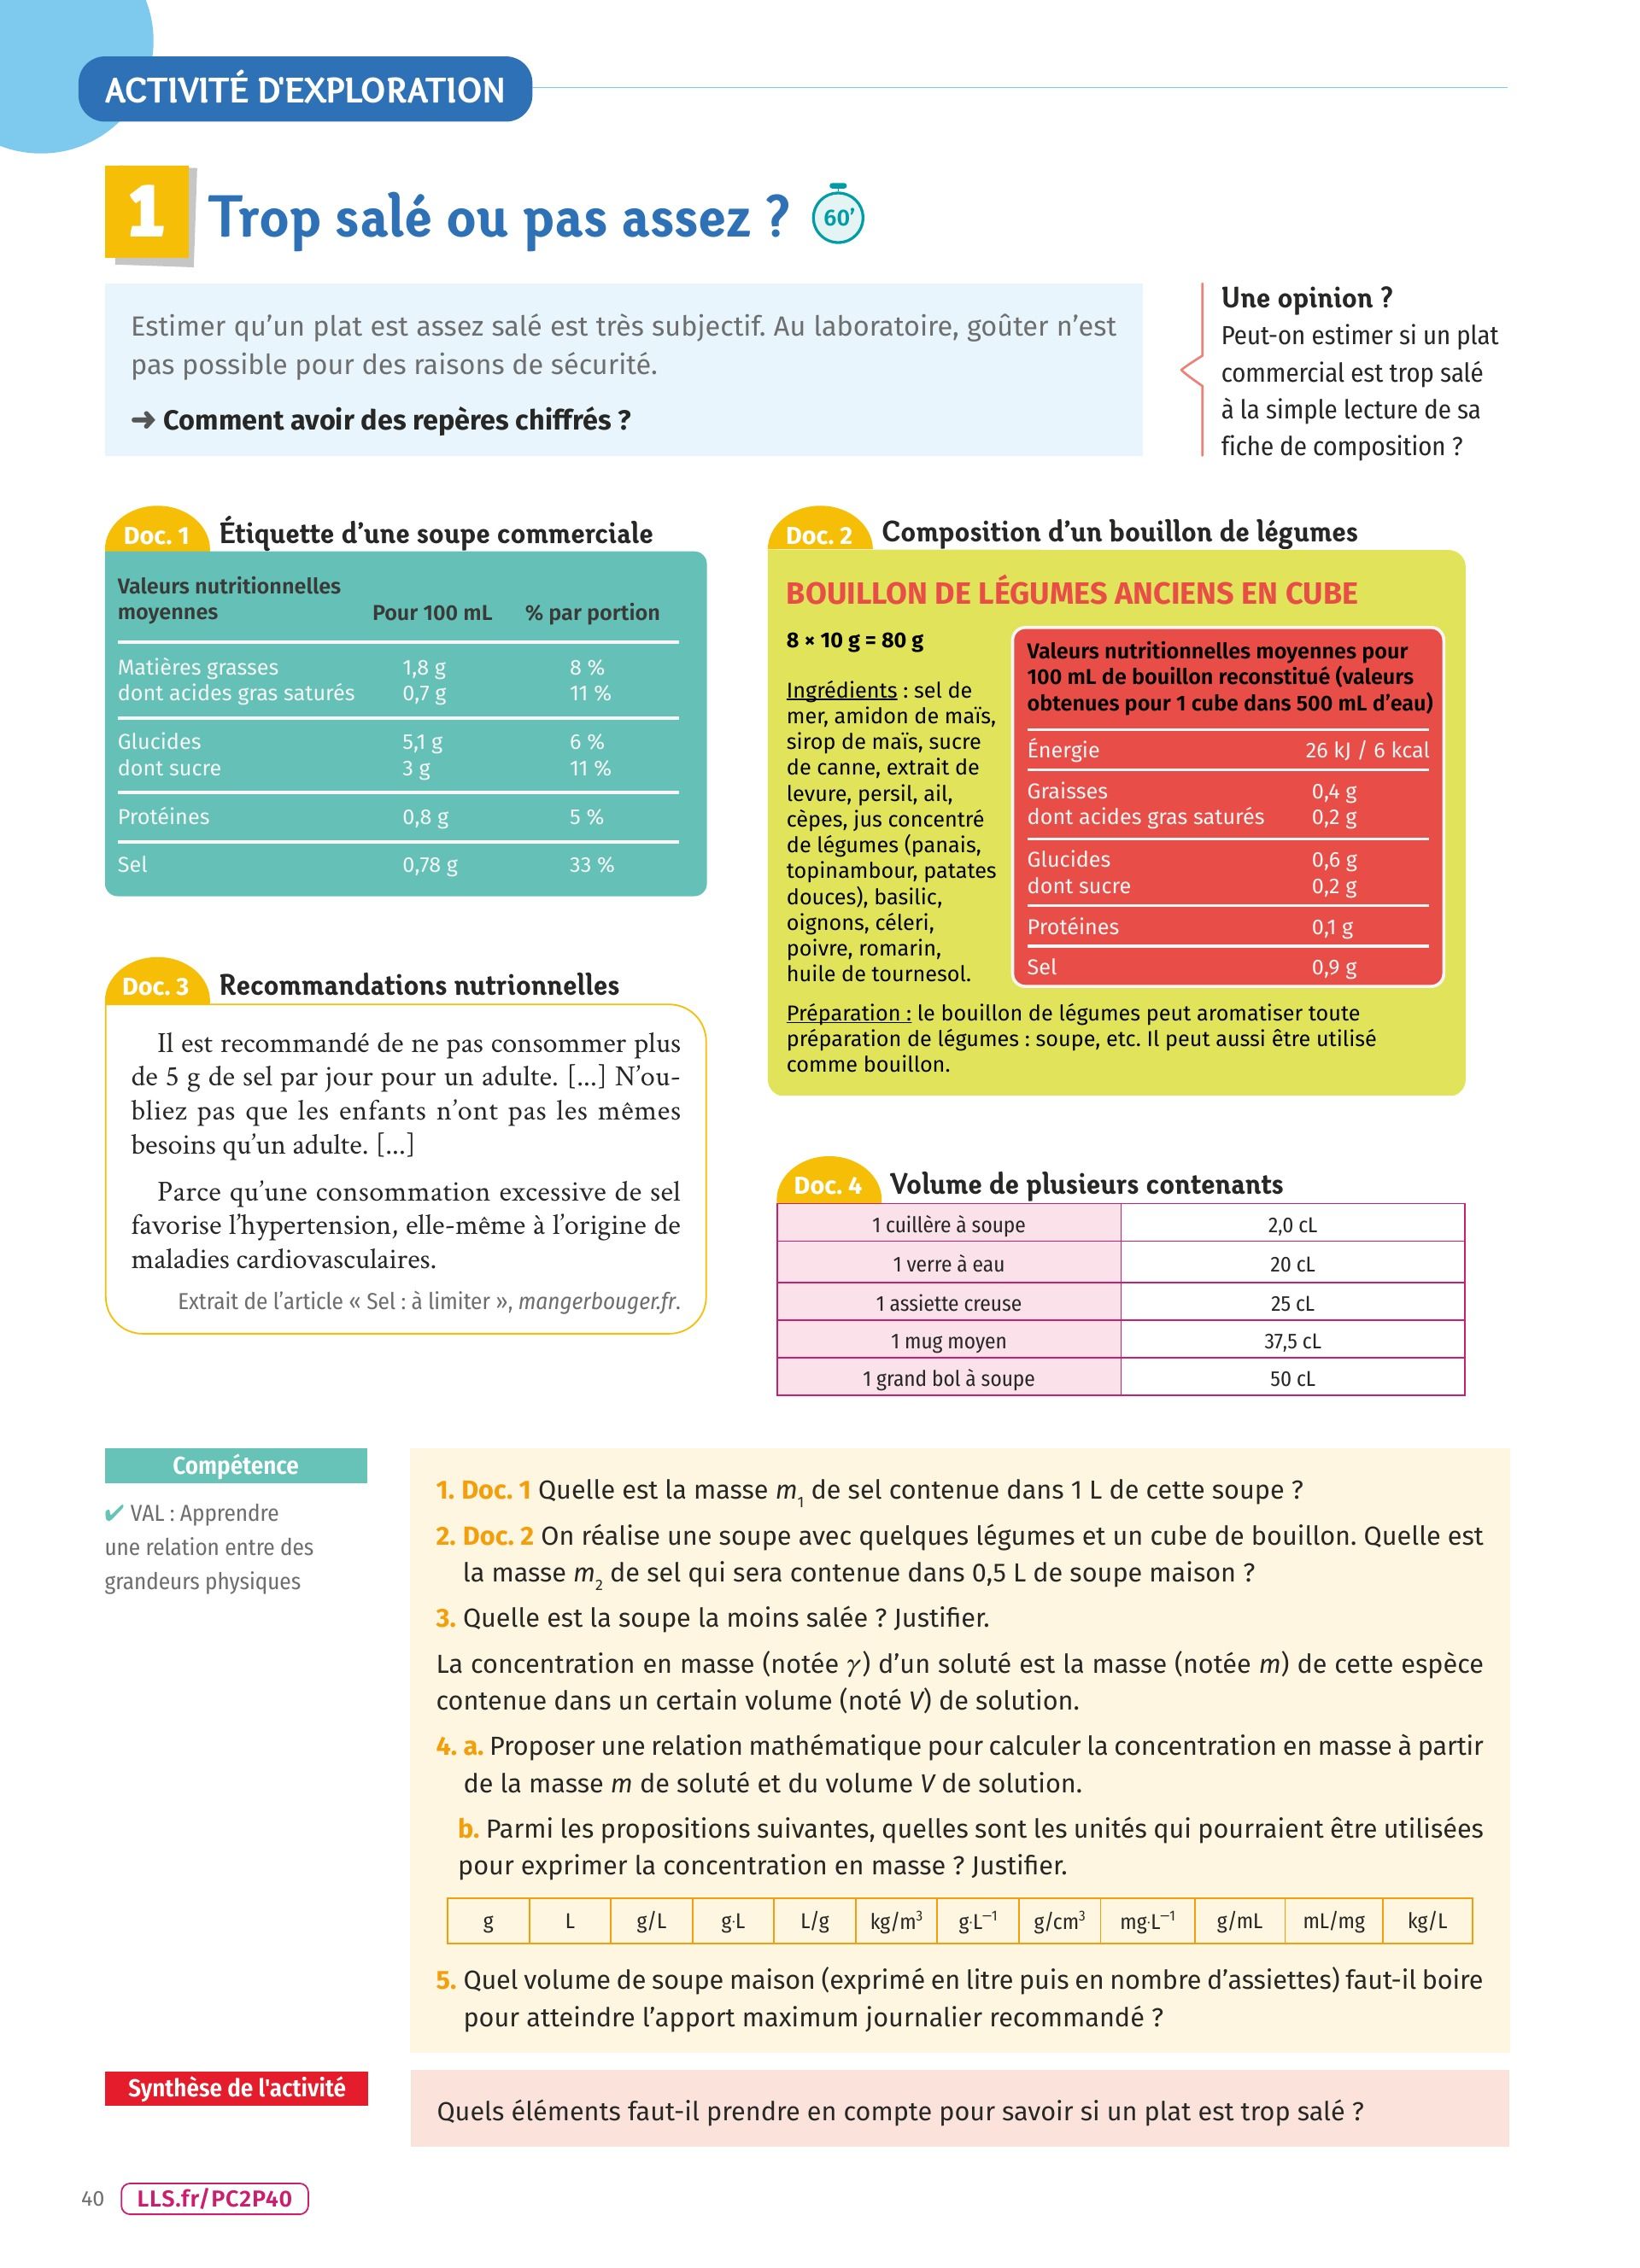 ACTIVITÉ D'EXPLORATION
1 Trop salé ou pas assez ? 60’
Estimer qu’un plat est assez salé est très subjectif. Au laboratoire, goûter n’est
pas possible pour des raisons de sécurité.
➜ Comment avoir des repères chiffrés ?
Une opinion ?
Peut-on estimer si un plat
commercial est trop salé
à la simple lecture de sa
fiche de composition ?
Doc. 1 Étiquette d’une soupe commerciale
Valeurs nutritionnelles
moyennes Pour 100 mL % par portion
Matières grasses 1,8 g 8 %
dont acides gras saturés 0,7 g 11 %
Glucides 5,1 g 6 %
dont sucre 3 g 11 %
Protéines 0,8 g 5 %
Sel 0,78 g 33 %
Doc. 2 Composition d’un bouillon de légumes
BOUILLON DE LÉGUMES ANCIENS EN CUBE
8 × 10 g = 80 g
Ingrédients : sel de
mer, amidon de maïs,
sirop de maïs, sucre
de canne, extrait de
levure, persil, ail,
cèpes, jus concentré
de légumes (panais,
topinambour, patates
douces), basilic,
oignons, céleri,
poivre, romarin,
huile de tournesol.
Valeurs nutritionnelles moyennes pour
100 mL de bouillon reconstitué (valeurs
obtenues pour 1 cube dans 500 mL d’eau)
Énergie 26 kJ / 6 kcal
Graisses 0,4 g
dont acides gras saturés 0,2 g
Glucides 0,6 g
dont sucre 0,2 g
Protéines 0,1 g
Sel 0,9 g
Préparation : le bouillon de légumes peut aromatiser toute
préparation de légumes : soupe, etc. Il peut aussi être utilisé
comme bouillon.
Doc. 3 Recommandations nutrionnelles
Il est recommandé de ne pas consommer plus
de 5 g de sel par jour pour un adulte. [...] N’ou-
bliez pas que les enfants n’ont pas les mêmes
besoins qu’un adulte. [...]
Parce qu’une consommation excessive de sel
favorise l’hypertension, elle-même à l’origine de
maladies cardiovasculaires.
Extrait de l’article « Sel : à limiter », mangerbouger.fr.
Doc. 4 Volume de plusieurs contenants
1 cuillère à soupe 2,0 cL
1 verre à eau 20 cL
1 assiette creuse 25 cL
1 mug moyen 37,5 cL
1 grand bol à soupe 50 cL
Compétence
✔ VAL : Apprendre
une relation entre des
grandeurs physiques
1. Doc. 1 Quelle est la masse m₁ de sel contenue dans 1 L de cette soupe ?
2. Doc. 2 On réalise une soupe avec quelques légumes et un cube de bouillon. Quelle est
la masse m₂ de sel qui sera contenue dans 0,5 L de soupe maison ?
3. Quelle est la soupe la moins salée ? Justifier.
La concentration en masse (notée γ) d’un soluté est la masse (notée m) de cette espèce
contenue dans un certain volume (noté V) de solution.
4. a. Proposer une relation mathématique pour calculer la concentration en masse à partir
de la masse m de soluté et du volume V de solution.
b. Parmi les propositions suivantes, quelles sont les unités qui pourraient être utilisées
pour exprimer la concentration en masse ? Justifier.
g L g/L g·L L/g kg/m³ g·L⁻¹ g/cm³ mg·L⁻¹ g/mL mL/mg kg/L
5. Quel volume de soupe maison (exprimé en litre puis en nombre d’assiettes) faut-il boire
pour atteindre l’apport maximum journalier recommandé ?
Synthèse de l'activité
Quels éléments faut-il prendre en compte pour savoir si un plat est trop salé ?
40 LLS.fr/PC2P40